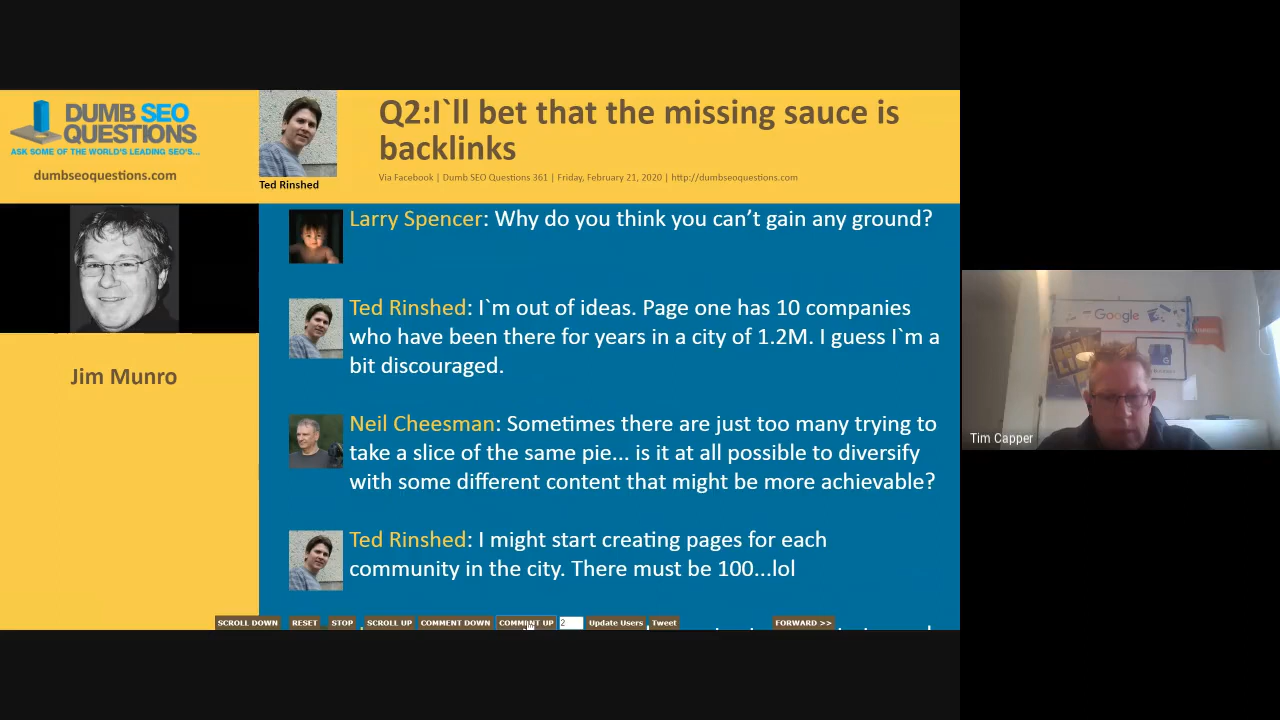 DUMB SEO
QUESTIONS
ASK SOME OF THE WORLD'S LEADING SEO'S...
dumbseoquestions.com
Ted Rinshed
Q2:I`ll bet that the missing sauce is
backlinks
Via Facebook | Dumb SEO Questions 361 | Friday, February 21, 2020 | http://dumbseoquestions.com
Jim Munro
Larry Spencer: Why do you think you can’t gain any ground?
Ted Rinshed: I`m out of ideas. Page one has 10 companies
who have been there for years in a city of 1.2M. I guess I`m a
bit discouraged.
Neil Cheesman: Sometimes there are just too many trying to
take a slice of the same pie... is it at all possible to diversify
with some different content that might be more achievable?
Ted Rinshed: I might start creating pages for each
community in the city. There must be 100...lol
SCROLL DOWN RESET STOP SCROLL UP COMMENT DOWN COMMENT UP 2 Update Users Tweet FORWARD >>
Google
Tim Capper